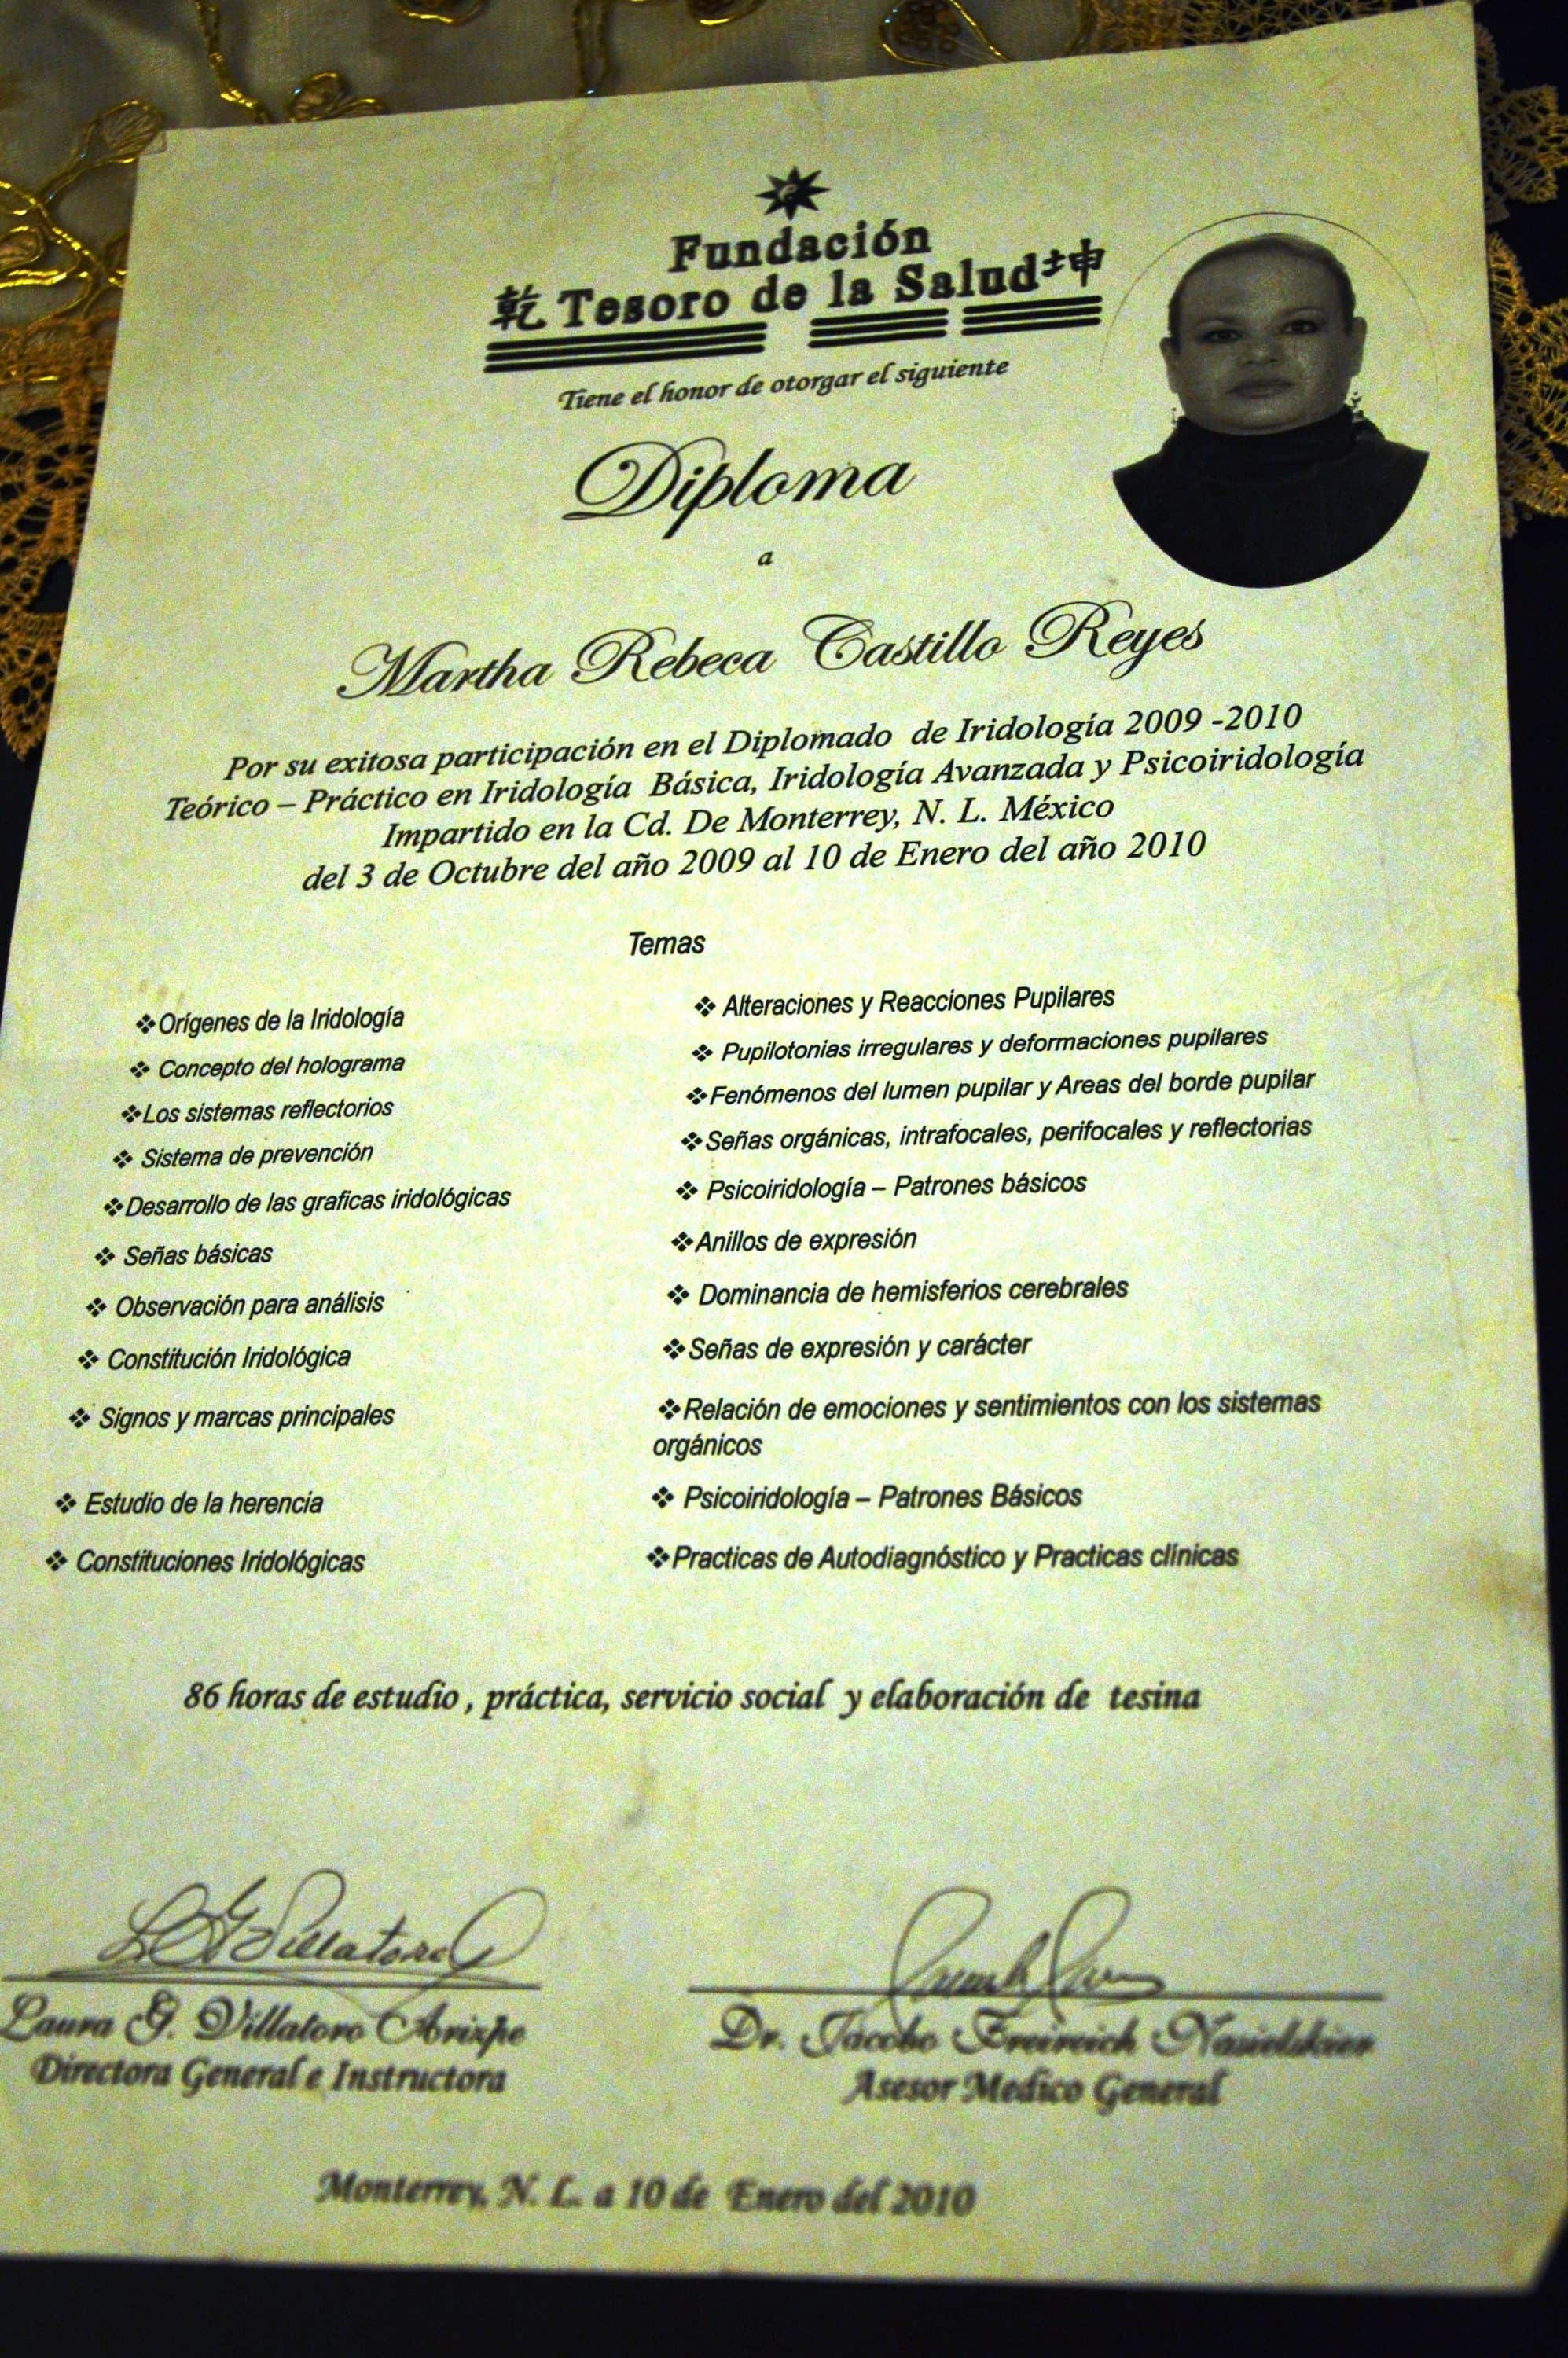 Fundación
乾 Tesoro de la Salud 坤
Tiene el honor de otorgar el siguiente
Diploma
a
Martha Rebeca Castillo Reyes
Por su exitosa participación en el Diplomado de Iridología 2009 -2010
Teórico – Práctico en Iridología Básica, Iridología Avanzada y Psicoiridología
Impartido en la Cd. De Monterrey, N. L. México
del 3 de Octubre del año 2009 al 10 de Enero del año 2010
Temas
❖Orígenes de la Iridología
❖ Concepto del holograma
❖Los sistemas reflectorios
❖ Sistema de prevención
❖Desarrollo de las graficas iridológicas
❖ Señas básicas
❖ Observación para análisis
❖ Constitución Iridológica
❖ Signos y marcas principales
❖ Estudio de la herencia
❖ Constituciones Iridológicas
❖ Alteraciones y Reacciones Pupilares
❖ Pupilotonias irregulares y deformaciones pupilares
❖Fenómenos del lumen pupilar y Areas del borde pupilar
❖Señas orgánicas, intrafocales, perifocales y reflectorias
❖ Psicoiridología – Patrones básicos
❖Anillos de expresión
❖ Dominancia de hemisferios cerebrales
❖Señas de expresión y carácter
❖Relación de emociones y sentimientos con los sistemas
orgánicos
❖ Psicoiridología – Patrones Básicos
❖Practicas de Autodiagnóstico y Practicas clínicas
86 horas de estudio , práctica, servicio social y elaboración de tesina
Laura G. Villatoro Arizpe
Directora General e Instructora
Dr. Jacobo Freireich
Asesor Medico General
Monterrey, N. L. a 10 de Enero del 2010